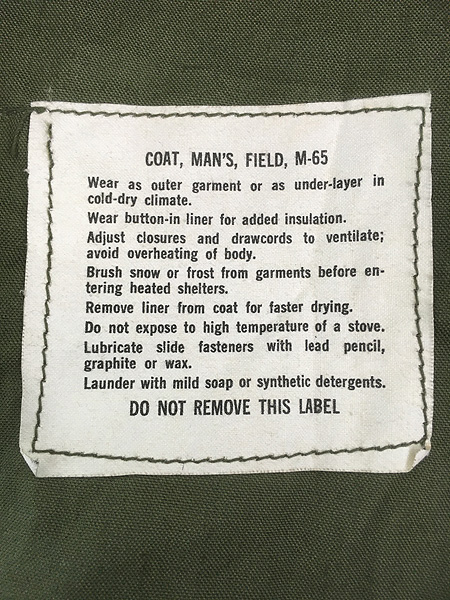 COAT, MAN'S, FIELD, M-65
Wear as outer garment or as under-layer in
cold-dry climate.
Wear button-in liner for added insulation.
Adjust closures and drawcords to ventilate;
avoid overheating of body.
Brush snow or frost from garments before en-
tering heated shelters.
Remove liner from coat for faster drying.
Do not expose to high temperature of a stove.
Lubricate slide fasteners with lead pencil,
graphite or wax.
Launder with mild soap or synthetic detergents.
DO NOT REMOVE THIS LABEL